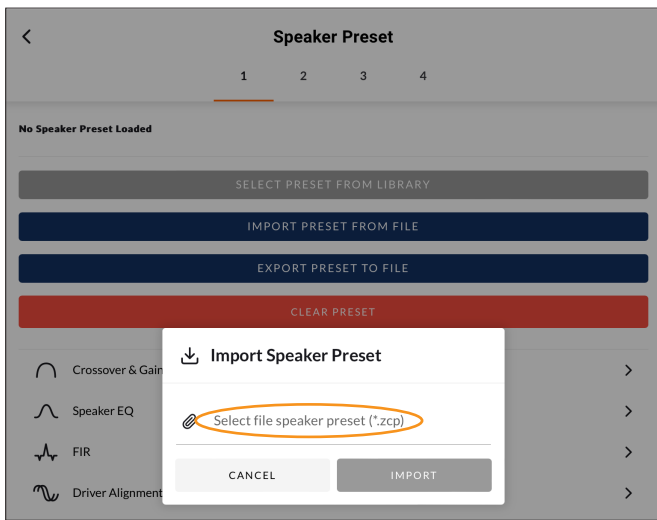 Speaker Preset
1 2 3 4
No Speaker Preset Loaded
SELECT PRESET FROM LIBRARY
IMPORT PRESET FROM FILE
EXPORT PRESET TO FILE
CLEAR PRESET
Import Speaker Preset
Crossover & Gain
Speaker EQ
Select file speaker preset (*.zcp)
FIR
CANCEL IMPORT
Driver Alignment